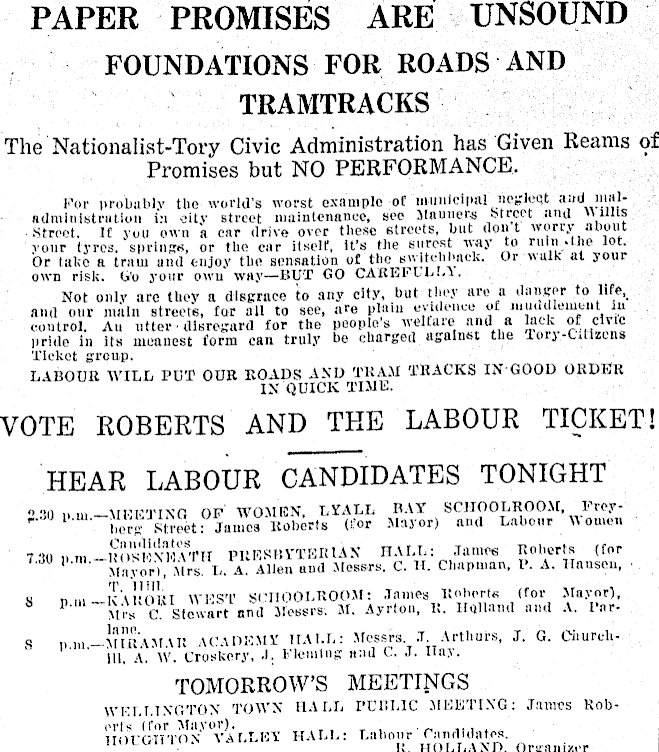 PAPER PROMISES ARE UNSOUND
FOUNDATIONS FOR ROADS AND
TRAMTRACKS
The Nationalist-Tory Civic Administration has Given Reams of
Promises but NO PERFORMANCE.
For probably the world's worst example of municipal neglect and mal-
administration in city street maintenance, see Manners Street and Willis
Street. If you own a car drive over these streets, but don't worry about
your tyres, springs, or the car itself, it's the surest way to ruin the lot.
Or take a tram and enjoy the sensation of the switchback. Or walk at your
own risk. Go your own way—BUT GO CAREFULLY.
Not only are they a disgrace to any city, but they are a danger to life,
and our main streets, for all to see, are plain evidence of muddlement in
control. An utter disregard for the people's welfare and a lack of civic
pride in its meanest form can truly be charged against the Tory-Citizens
Ticket group.
LABOUR WILL PUT OUR ROADS AND TRAM TRACKS IN GOOD ORDER
IN QUICK TIME.
VOTE ROBERTS AND THE LABOUR TICKET!
HEAR LABOUR CANDIDATES TONIGHT
2.30 p.m.—MEETING OF WOMEN, LYALL BAY SCHOOLROOM, Frey-
berg Street: James Roberts (for Mayor) and Labour Women
Candidates
7.30 p.m.—ROSENEATH PRESBYTERIAN HALL: James Roberts (for
Mayor), Mrs. L. A. Allen and Messrs. C. H. Chapman, P. A. Hansen,
T. Hill.
8 p.m—KARORI WEST SCHOOLROOM: James Roberts (for Mayor),
Mrs C. Stewart and Messrs. M. Ayrton, R. Holland and A. Par-
lane.
8 p.m.—MIRAMAR ACADEMY HALL: Messrs. J. Arthurs, J. G. Church-
ill, A. W. Croskery, J. Fleming and C. J. Hay.
TOMORROW'S MEETINGS
WELLINGTON TOWN HALL PUBLIC MEETING: James Rob-
erts (for Mayor).
HOUGHTON VALLEY HALL: Labour Candidates.
R. HOLLAND, Organizer